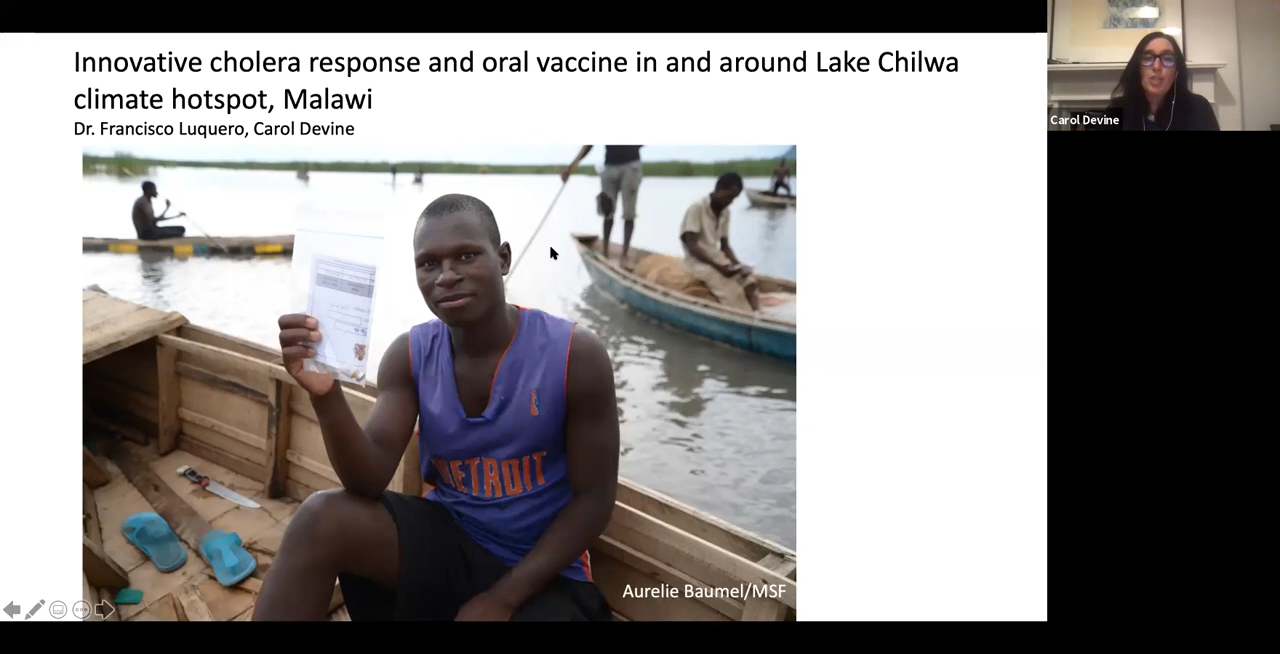 Innovative cholera response and oral vaccine in and around Lake Chilwa
climate hotspot, Malawi
Dr. Francisco Luquero, Carol Devine
Carol Devine
DETROIT
Aurelie Baumel/MSF